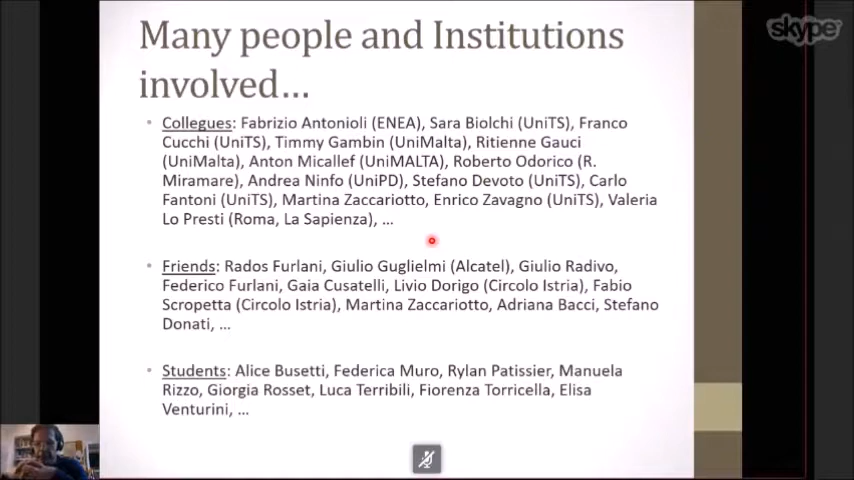 Many people and Institutions
involved...
skype
Collegues: Fabrizio Antonioli (ENEA), Sara Biolchi (UniTS), Franco
Cucchi (UniTS), Timmy Gambin (UniMalta), Ritienne Gauci
(UniMalta), Anton Micallef (UniMALTA), Roberto Odorico (R.
Miramare), Andrea Ninfo (UniPD), Stefano Devoto (UniTS), Carlo
Fantoni (UniTS), Martina Zaccariotto, Enrico Zavagno (UniTS), Valeria
Lo Presti (Roma, La Sapienza), ...
Friends: Rados Furlani, Giulio Guglielmi (Alcatel), Giulio Radivo,
Federico Furlani, Gaia Cusatelli, Livio Dorigo (Circolo Istria), Fabio
Scropetta (Circolo Istria), Martina Zaccariotto, Adriana Bacci, Stefano
Donati, ...
Students: Alice Busetti, Federica Muro, Rylan Patissier, Manuela
Rizzo, Giorgia Rosset, Luca Terribili, Fiorenza Torricella, Elisa
Venturini, ...